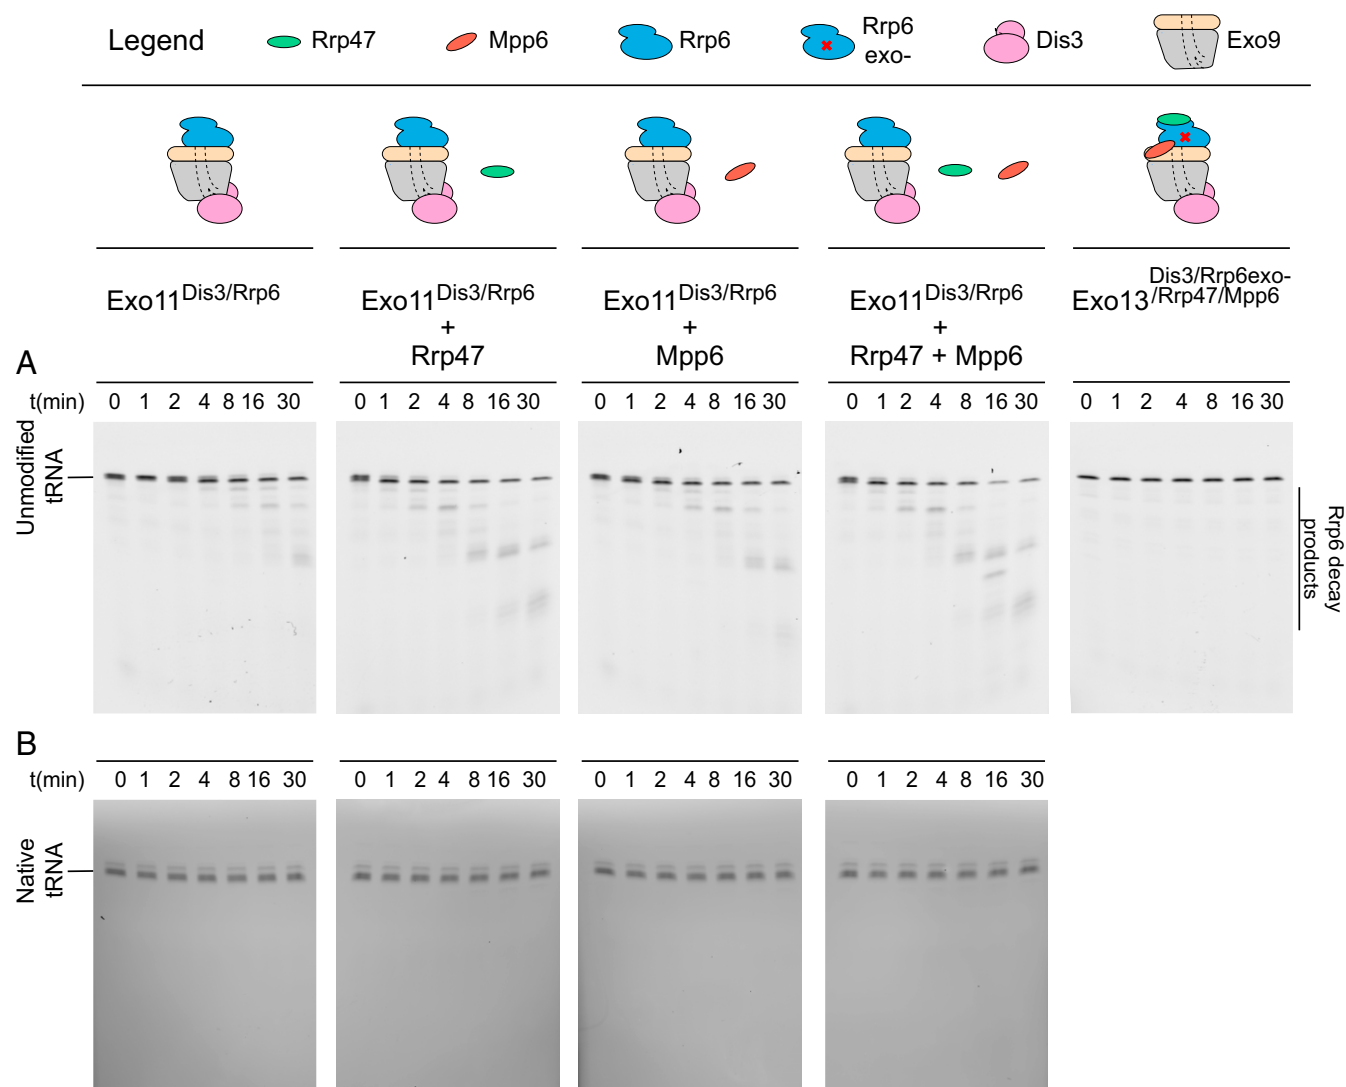 Legend
Rrp47
Mpp6
Rrp6
Rrp6
exo-
Dis3
Exo9
Exo11Dis3/Rrp6
Exo11Dis3/Rrp6
+
Rrp47
Exo11Dis3/Rrp6
+
Mpp6
Exo11Dis3/Rrp6
+
Rrp47 + Mpp6
Dis3/Rrp6exo-
Exo13/Rrp47/Mpp6
A
t(min) 0 1 2 4 8 16 30
0 1 2 4 8 16 30
0 1 2 4 8 16 30
0 1 2 4 8 16 30
0 1 2 4 8 16 30
Unmodified
tRNA
Rrp6 decay
products
B
t(min) 0 1 2 4 8 16 30
0 1 2 4 8 16 30
0 1 2 4 8 16 30
0 1 2 4 8 16 30
Native
tRNA